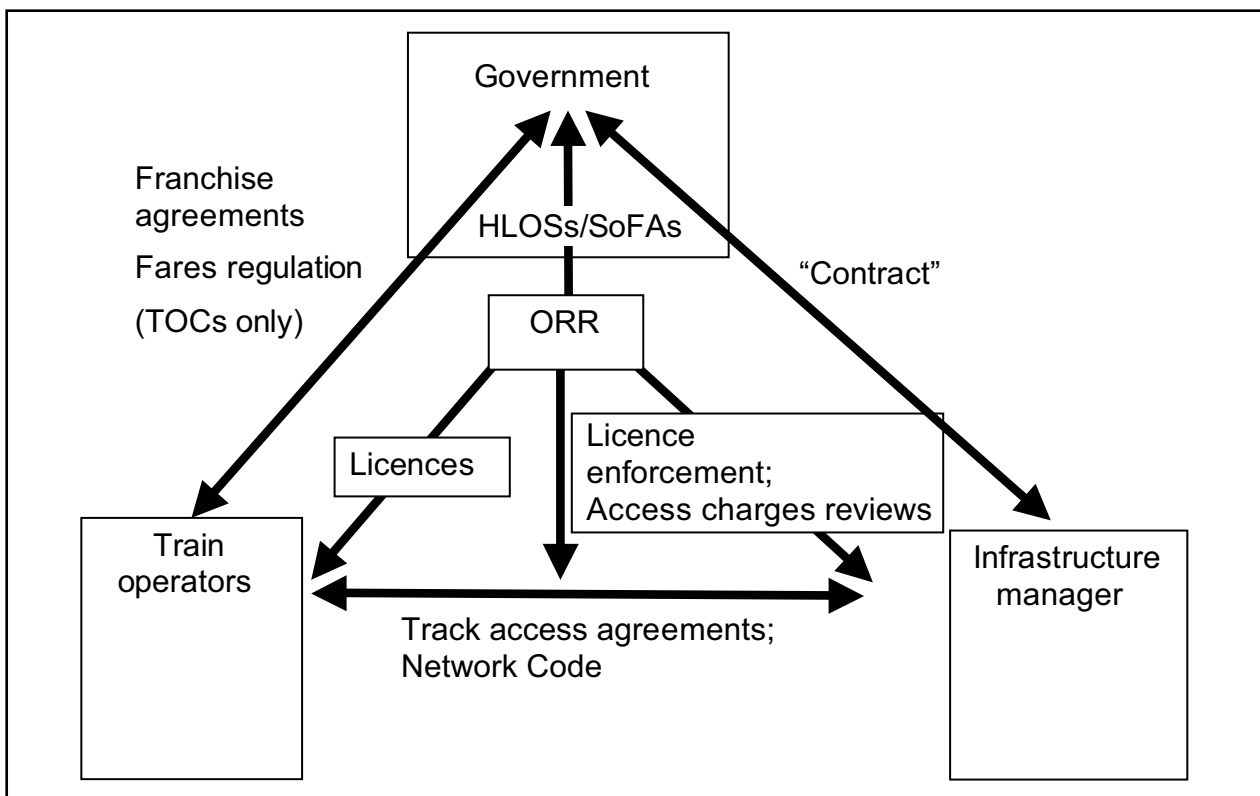 Government
Franchise
agreements
Fares regulation
(TOCs only)
HLOSs/SoFAs
“Contract”
ORR
Licences
Licence
enforcement;
Access charges reviews
Train
operators
Infrastructure
manager
Track access agreements;
Network Code